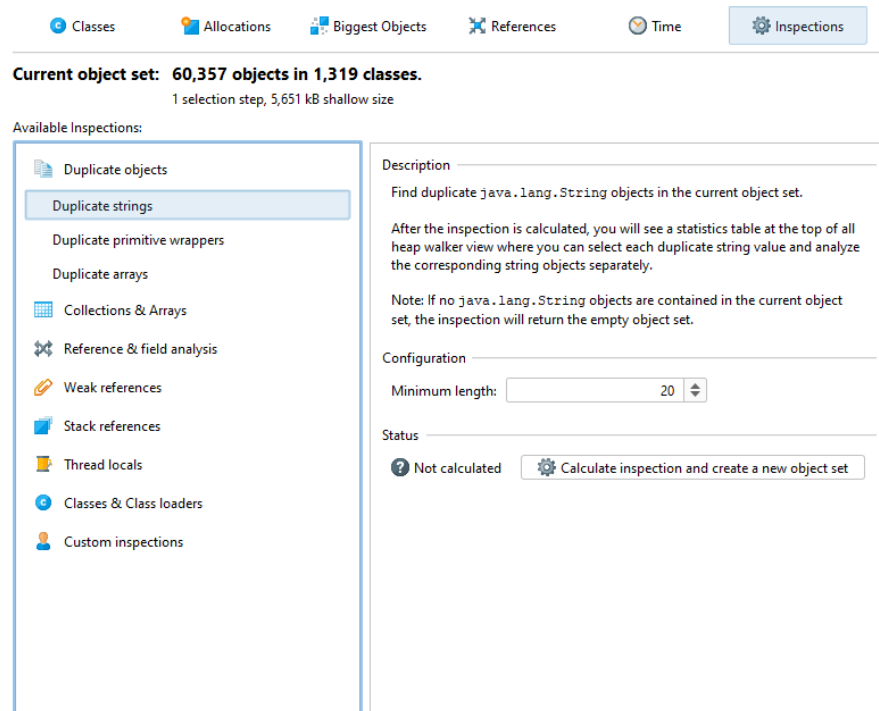 Classes Allocations Biggest Objects References Time Inspections
Current object set: 60,357 objects in 1,319 classes.
1 selection step, 5,651 kB shallow size
Available Inspections:
Duplicate objects
Duplicate strings
Duplicate primitive wrappers
Duplicate arrays
Collections & Arrays
Reference & field analysis
Weak references
Stack references
Thread locals
Classes & Class loaders
Custom inspections
Description
Find duplicate java.lang.String objects in the current object set.
After the inspection is calculated, you will see a statistics table at the top of all
heap walker view where you can select each duplicate string value and analyze
the corresponding string objects separately.
Note: If no java.lang.String objects are contained in the current object
set, the inspection will return the empty object set.
Configuration
Minimum length: 20
Status
Not calculated Calculate inspection and create a new object set